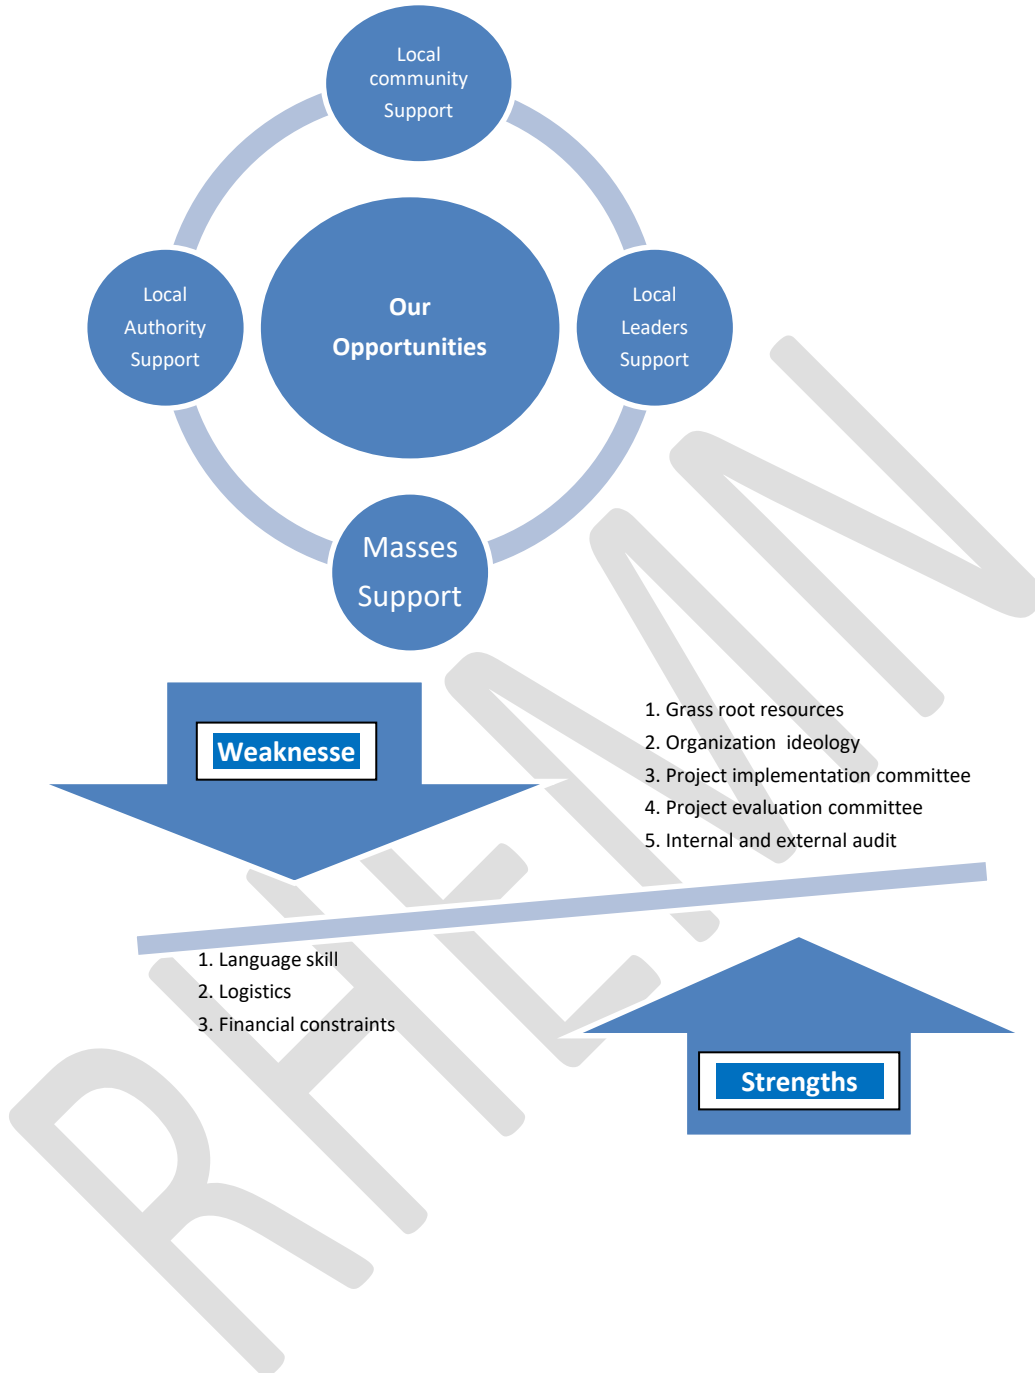 Local
community
Support
Local
Authority
Support
Our
Opportunities
Local
Leaders
Support
Masses
Support
Weaknesse
1. Grass root resources
2. Organization  ideology
3. Project implementation committee
4. Project evaluation committee
5. Internal and external audit
1. Language skill
2. Logistics
3. Financial constraints
Strengths
RHEMN